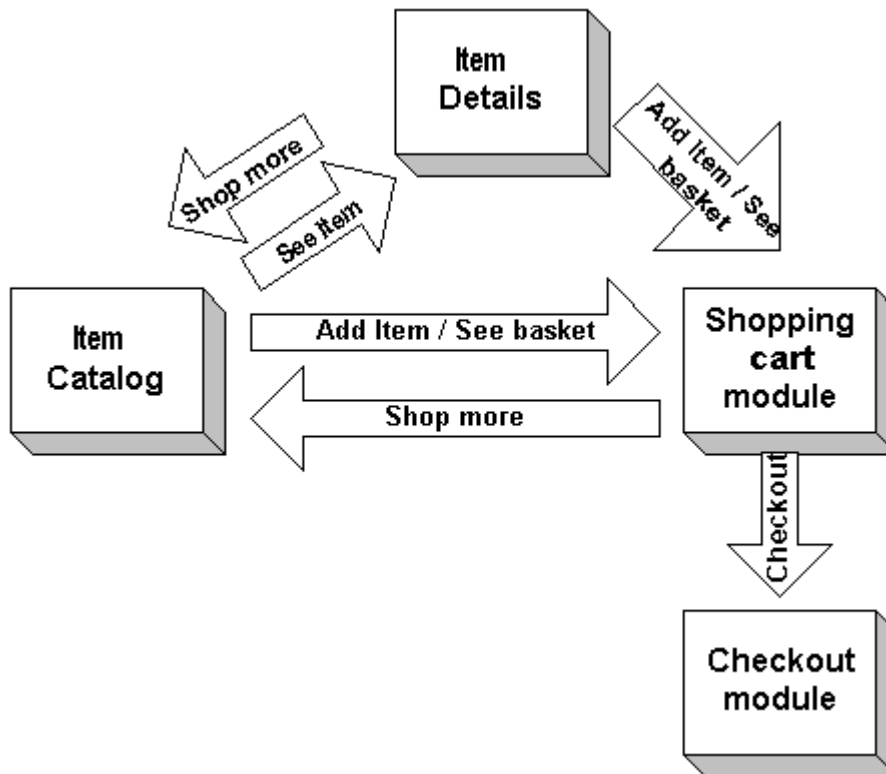 Item
Details
Shop more
See Item
Add Item / See
basket
Item
Catalog
Add Item / See basket
Shop more
Shopping
cart
module
Checkout
Checkout
module